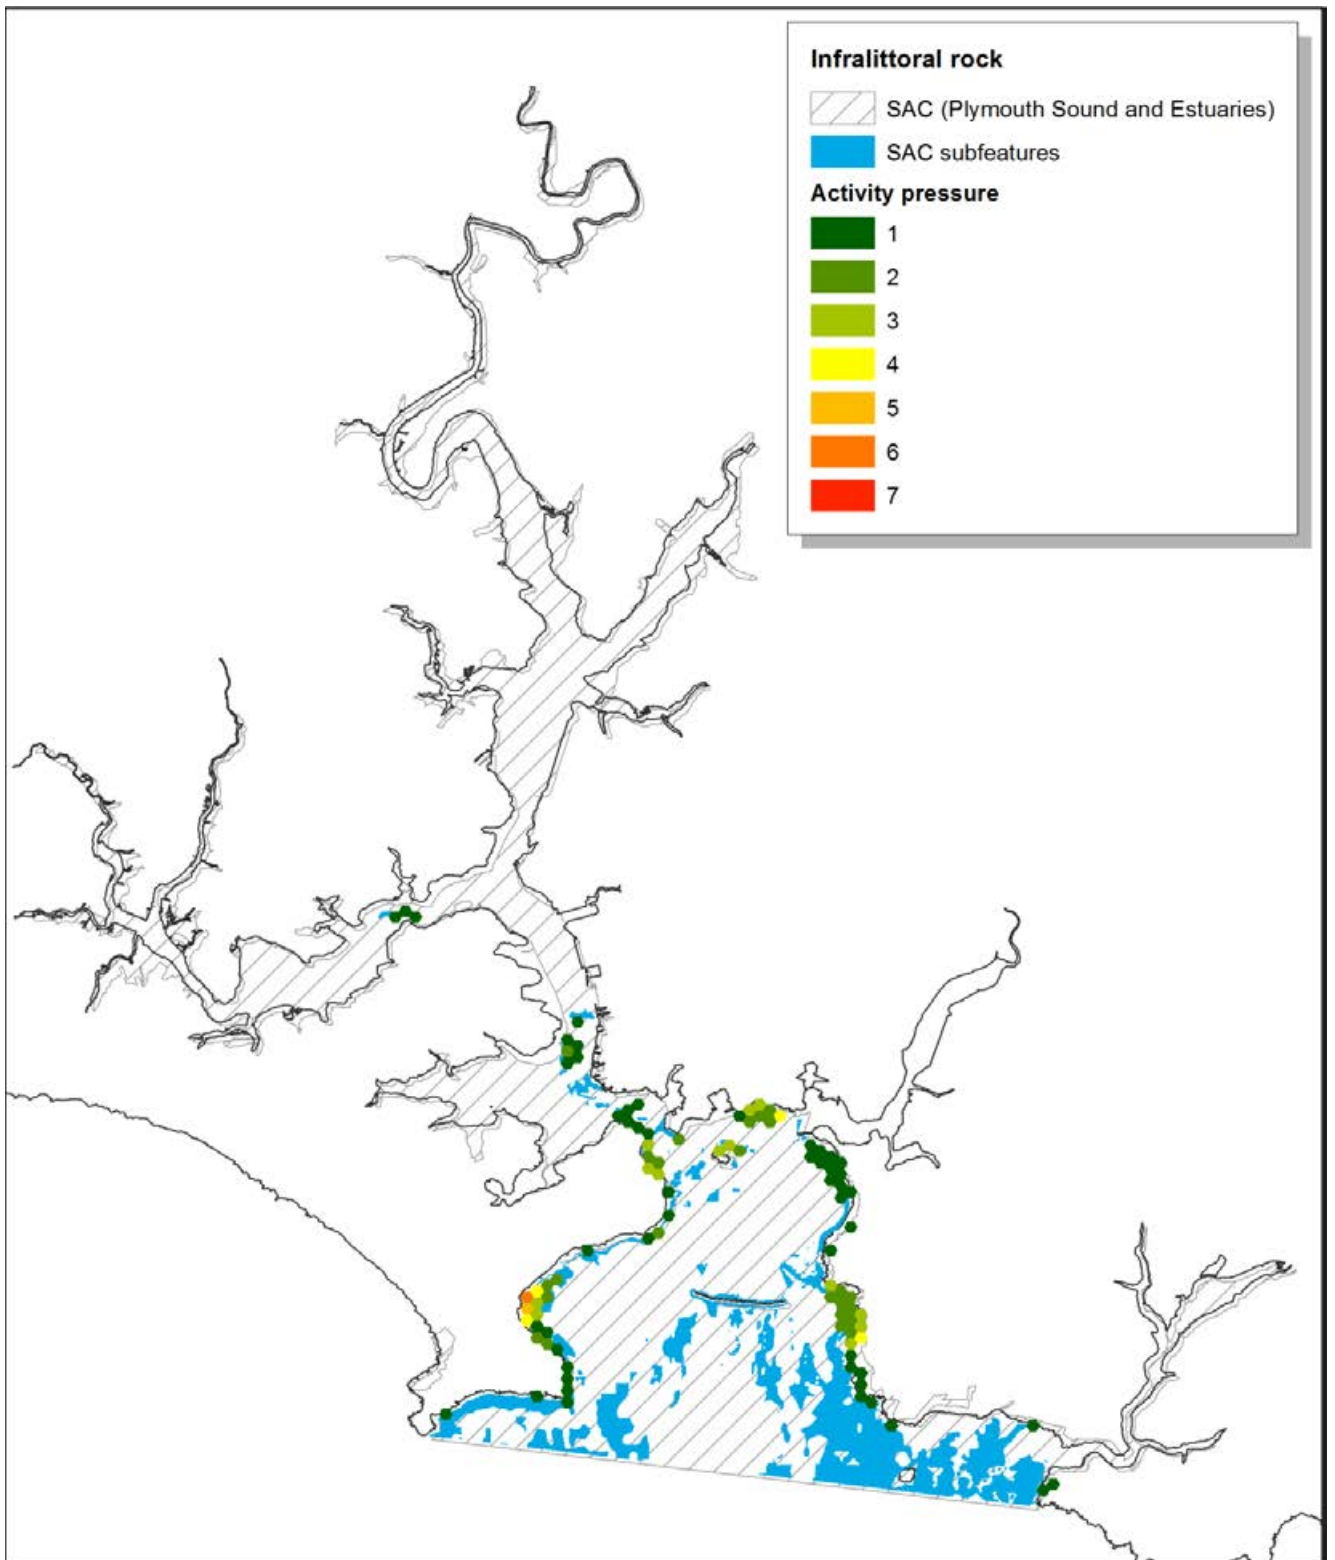 Infralittoral rock
SAC (Plymouth Sound and Estuaries)
SAC subfeatures
Activity pressure
1
2
3
4
5
6
7